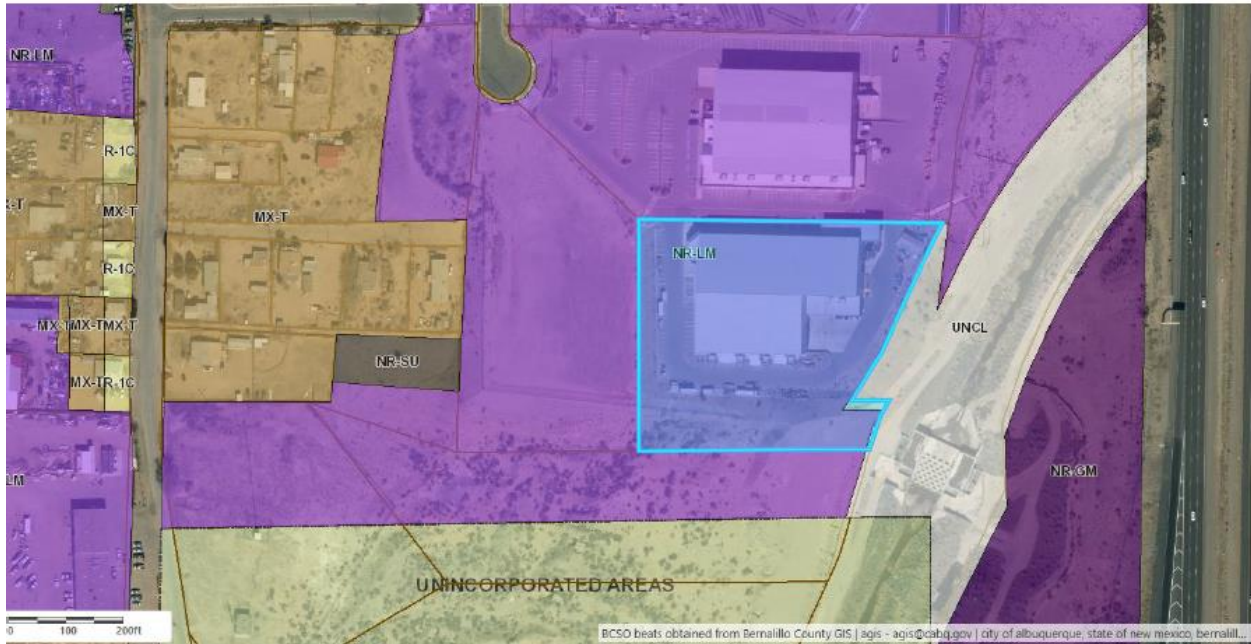 NR-LM
R-1C
MX-T
MX-T
R-1C
NR-LM
MX-T
MX-T
NR-SU
MX-T
R-1C
UNCL
LM
NR-GM
UNINCORPORATED AREAS
0 100 200ft
BCSO beats obtained from Bernalillo County GIS | agis - agis@cabq.gov | city of albuquerque, state of new mexico, bernalill...